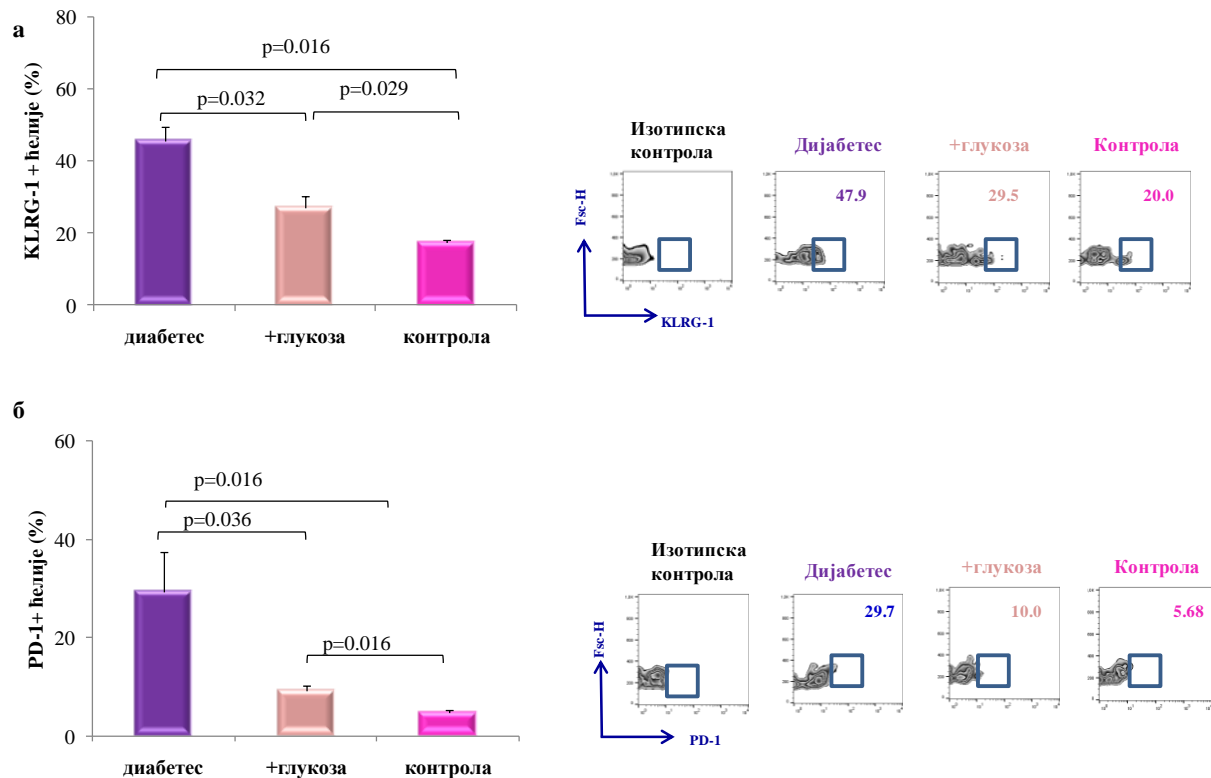 а
80
60
40
20
0
KLRG-1 + ћелије (%)
p=0.016
p=0.032
p=0.029
диабетес +глукоза контрола
Изотипска
контрола
Дијабетес
+глукоза
Контрола
47.9
29.5
20.0
Fsc-H
KLRG-1
б
60
40
20
0
PD-1+ ћелије (%)
p=0.016
p=0.036
p=0.016
диабетес +глукоза контрола
Изотипска
контрола
Дијабетес
+глукоза
Контрола
29.7
10.0
5.68
Fsc-H
PD-1